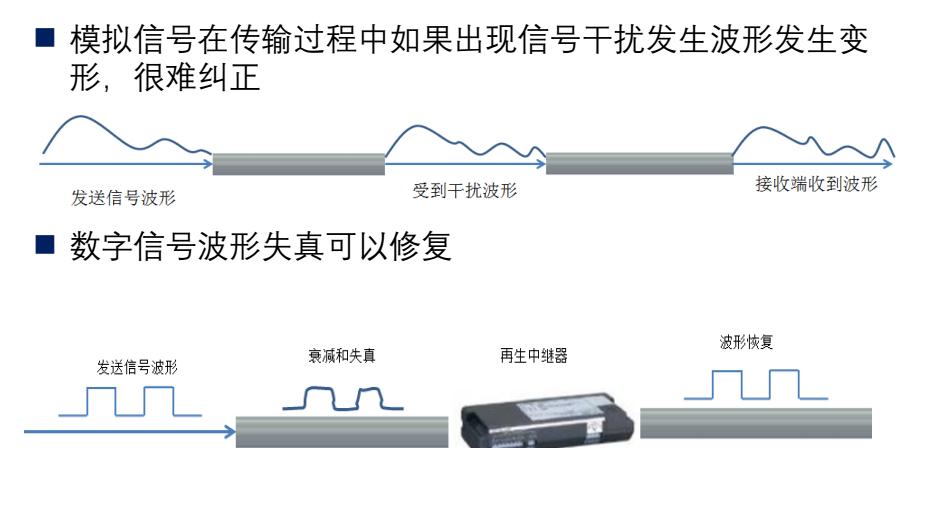 模拟信号在传输过程中如果出现信号干扰发生波形发生变
形，很难纠正
发送信号波形
受到干扰波形
接收端收到波形
数字信号波形失真可以修复
发送信号波形
衰减和失真
再生中继器
波形恢复